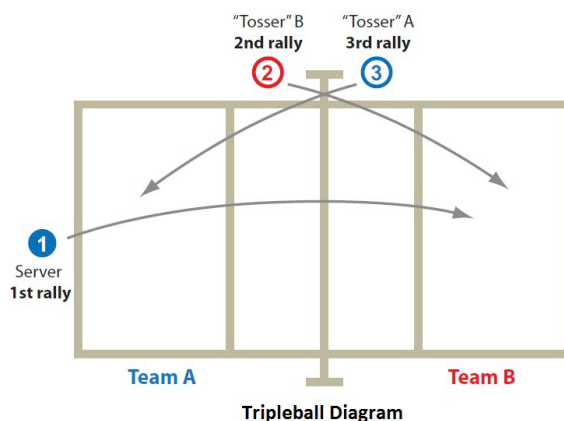 “Tosser” B
2nd rally
2
“Tosser” A
3rd rally
3
1
Server
1st rally
Team A
Team B
Tripleball Diagram